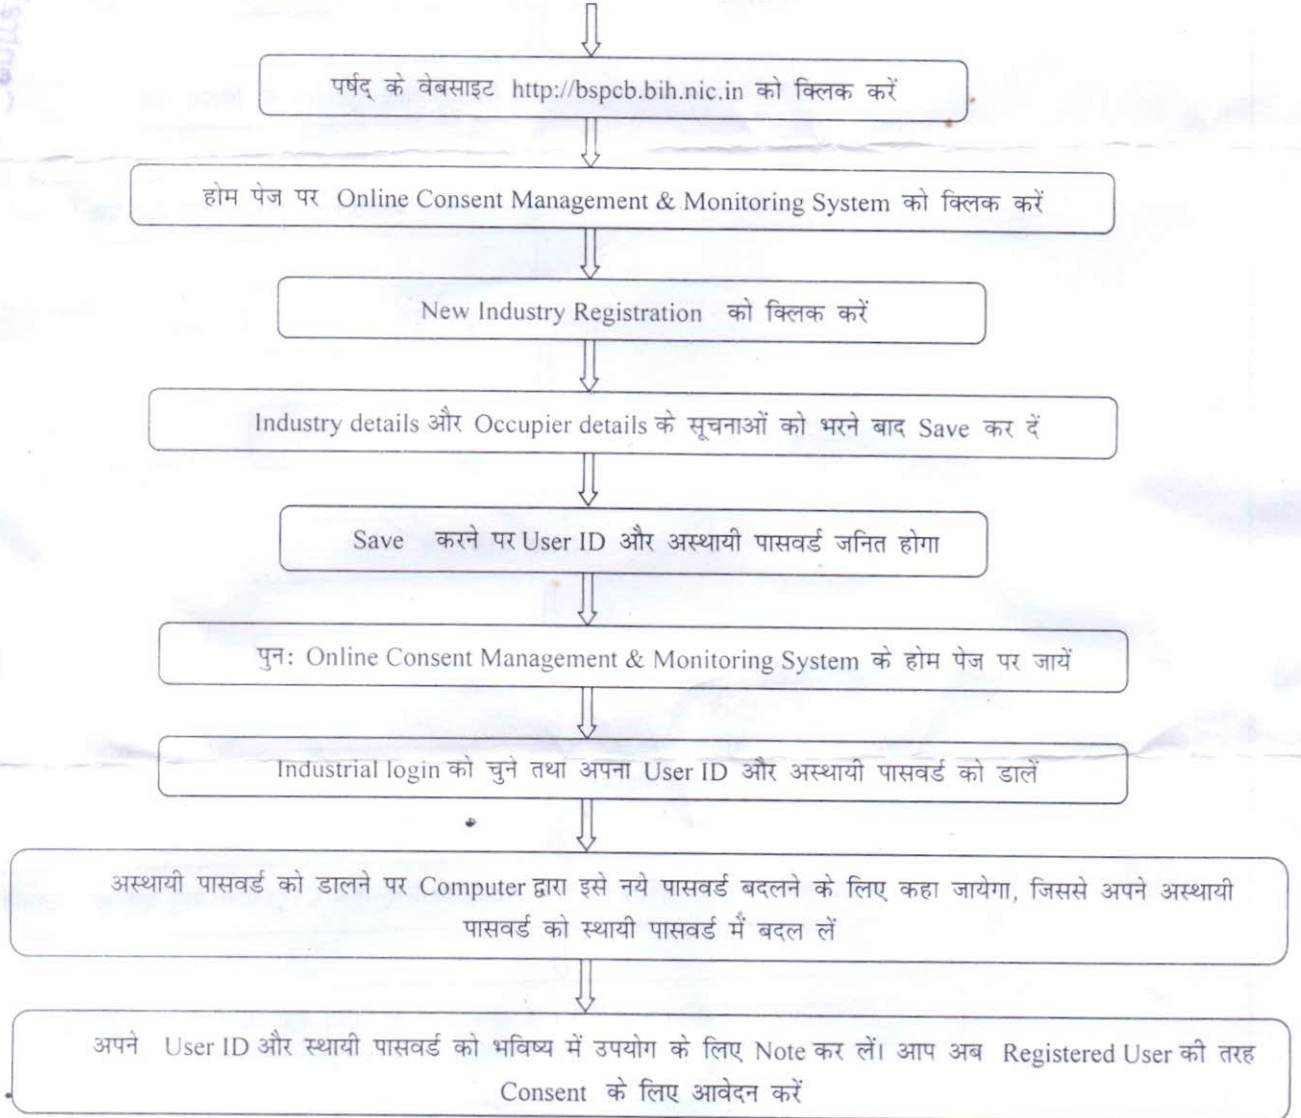 पर्षद् के वेबसाइट http://bspcb.bih.nic.in को क्लिक करें
होम पेज पर Online Consent Management & Monitoring System को क्लिक करें
New Industry Registration को क्लिक करें
Industry details और Occupier details के सूचनाओं को भरने बाद Save कर दें
Save करने पर User ID और अस्थायी पासवर्ड जनित होगा
पुनः Online Consent Management & Monitoring System के होम पेज पर जायें
Industrial login को चुने तथा अपना User ID और अस्थायी पासवर्ड को डालें
अस्थायी पासवर्ड को डालने पर Computer द्वारा इसे नये पासवर्ड बदलने के लिए कहा जायेगा, जिससे अपने अस्थायी
पासवर्ड को स्थायी पासवर्ड में बदल लें
अपने User ID और स्थायी पासवर्ड को भविष्य में उपयोग के लिए Note कर लें। आप अब Registered User की तरह
Consent के लिए आवेदन करें